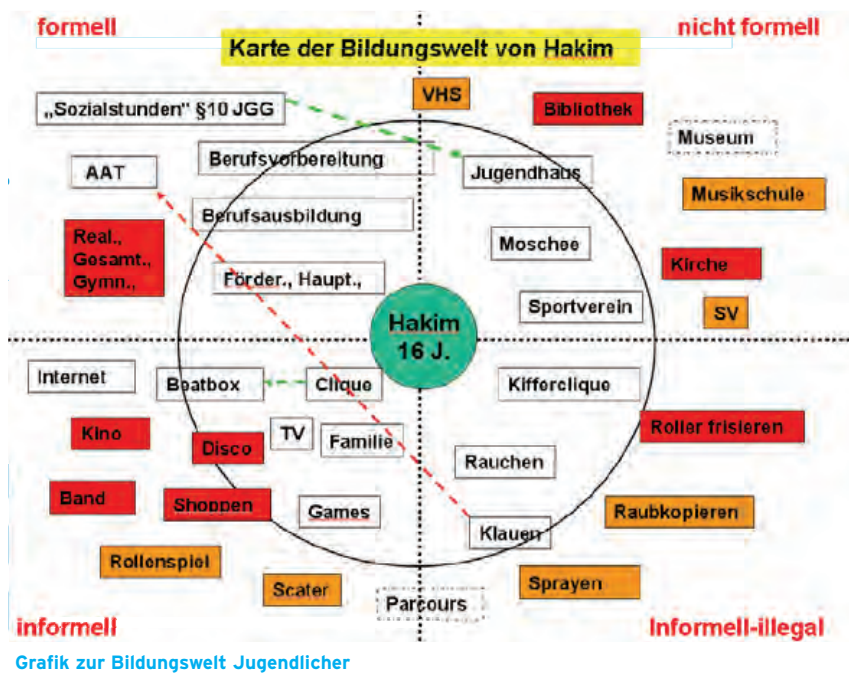 formell
nicht formell
Karte der Bildungswelt von Hakim
VHS
„Sozialstunden“ §10 JGG
Bibliothek
Museum
Berufsvorbereitung
AAT
Jugendhaus
Musikschule
Berufsausbildung
Real.,
Gesamt.,
Gymn.,
Moschee
Kirche
Förder., Haupt.,
Sportverein
SV
Hakim
16 J.
Internet
Beatbox
Clique
Kifferclique
Kino
Disco
TV
Familie
Roller frisieren
Rauchen
Band
Shoppen
Games
Klauen
Raubkopieren
Rollenspiel
Scater
Parcours
Sprayen
informell
Informell-illegal
Grafik zur Bildungswelt Jugendlicher